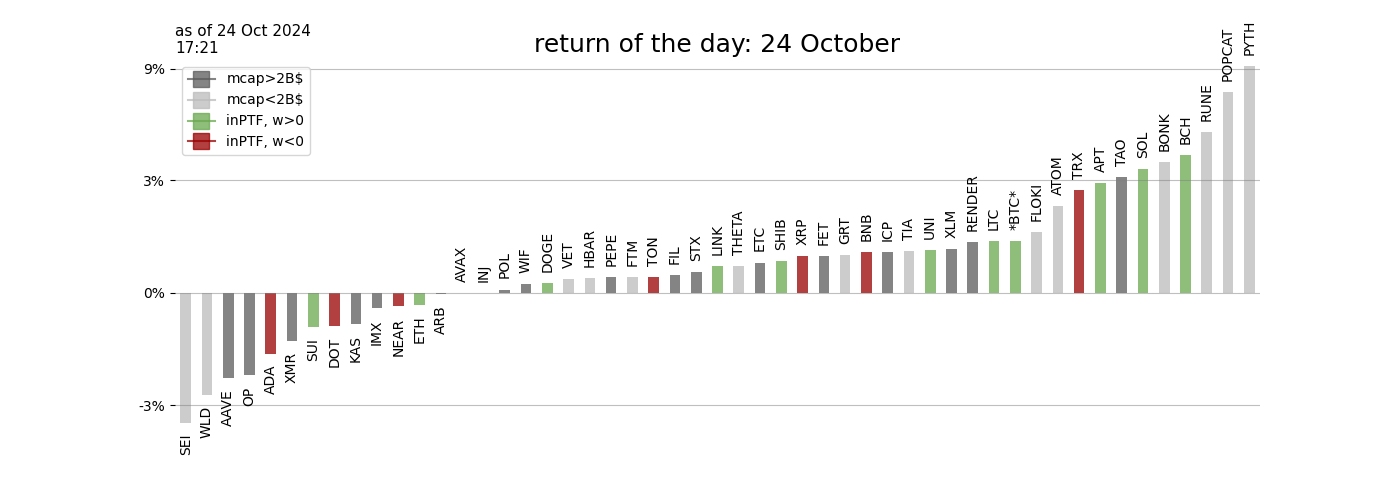 as of 24 Oct 2024
17:21
return of the day: 24 October
9%
3%
0%
-3%
mcap>2B$
mcap<2B$
inPTF, w>0
inPTF, w<0
SEI
WLD
AAVE
OP
ADA
XMR
SUI
DOT
KAS
IMX
NEAR
ETH
ARB
AVAX
INJ
POL
WIF
DOGE
VET
HBAR
PEPE
FTM
TON
FIL
STX
LINK
THETA
ETC
SHIB
XRP
FET
GRT
BNB
ICP
TIA
UNI
XLM
RENDER
LTC
*BTC*
FLOKI
ATOM
TRX
APT
TAO
SOL
BONK
BCH
RUNE
POPCAT
PYTH